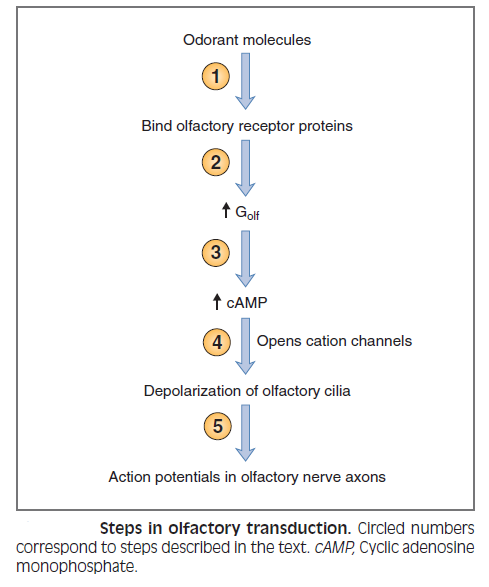 Odorant molecules
1
Bind olfactory receptor proteins
2
↑ Golf
3
↑ cAMP
4 Opens cation channels
Depolarization of olfactory cilia
5
Action potentials in olfactory nerve axons
Steps in olfactory transduction. Circled numbers
correspond to steps described in the text. cAMP, Cyclic adenosine
monophosphate.